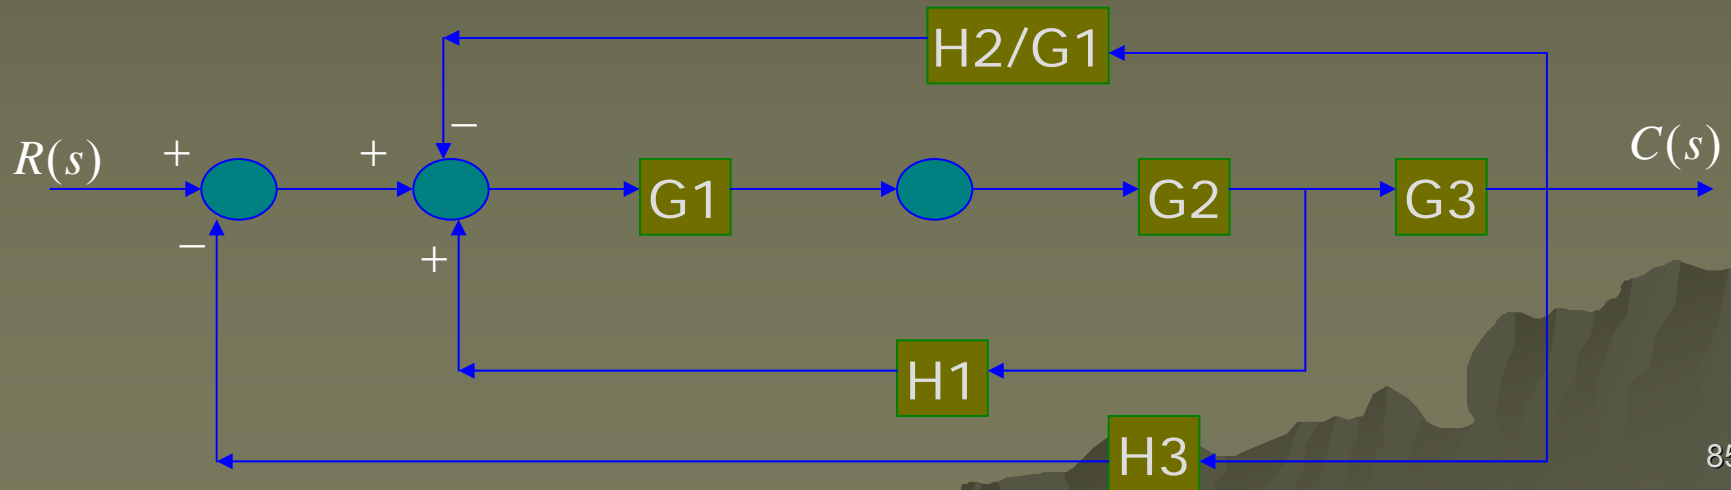 H2/G1
−
R(s)
+
+
C(s)
G1
G2
G3
−
+
H1
H3
85